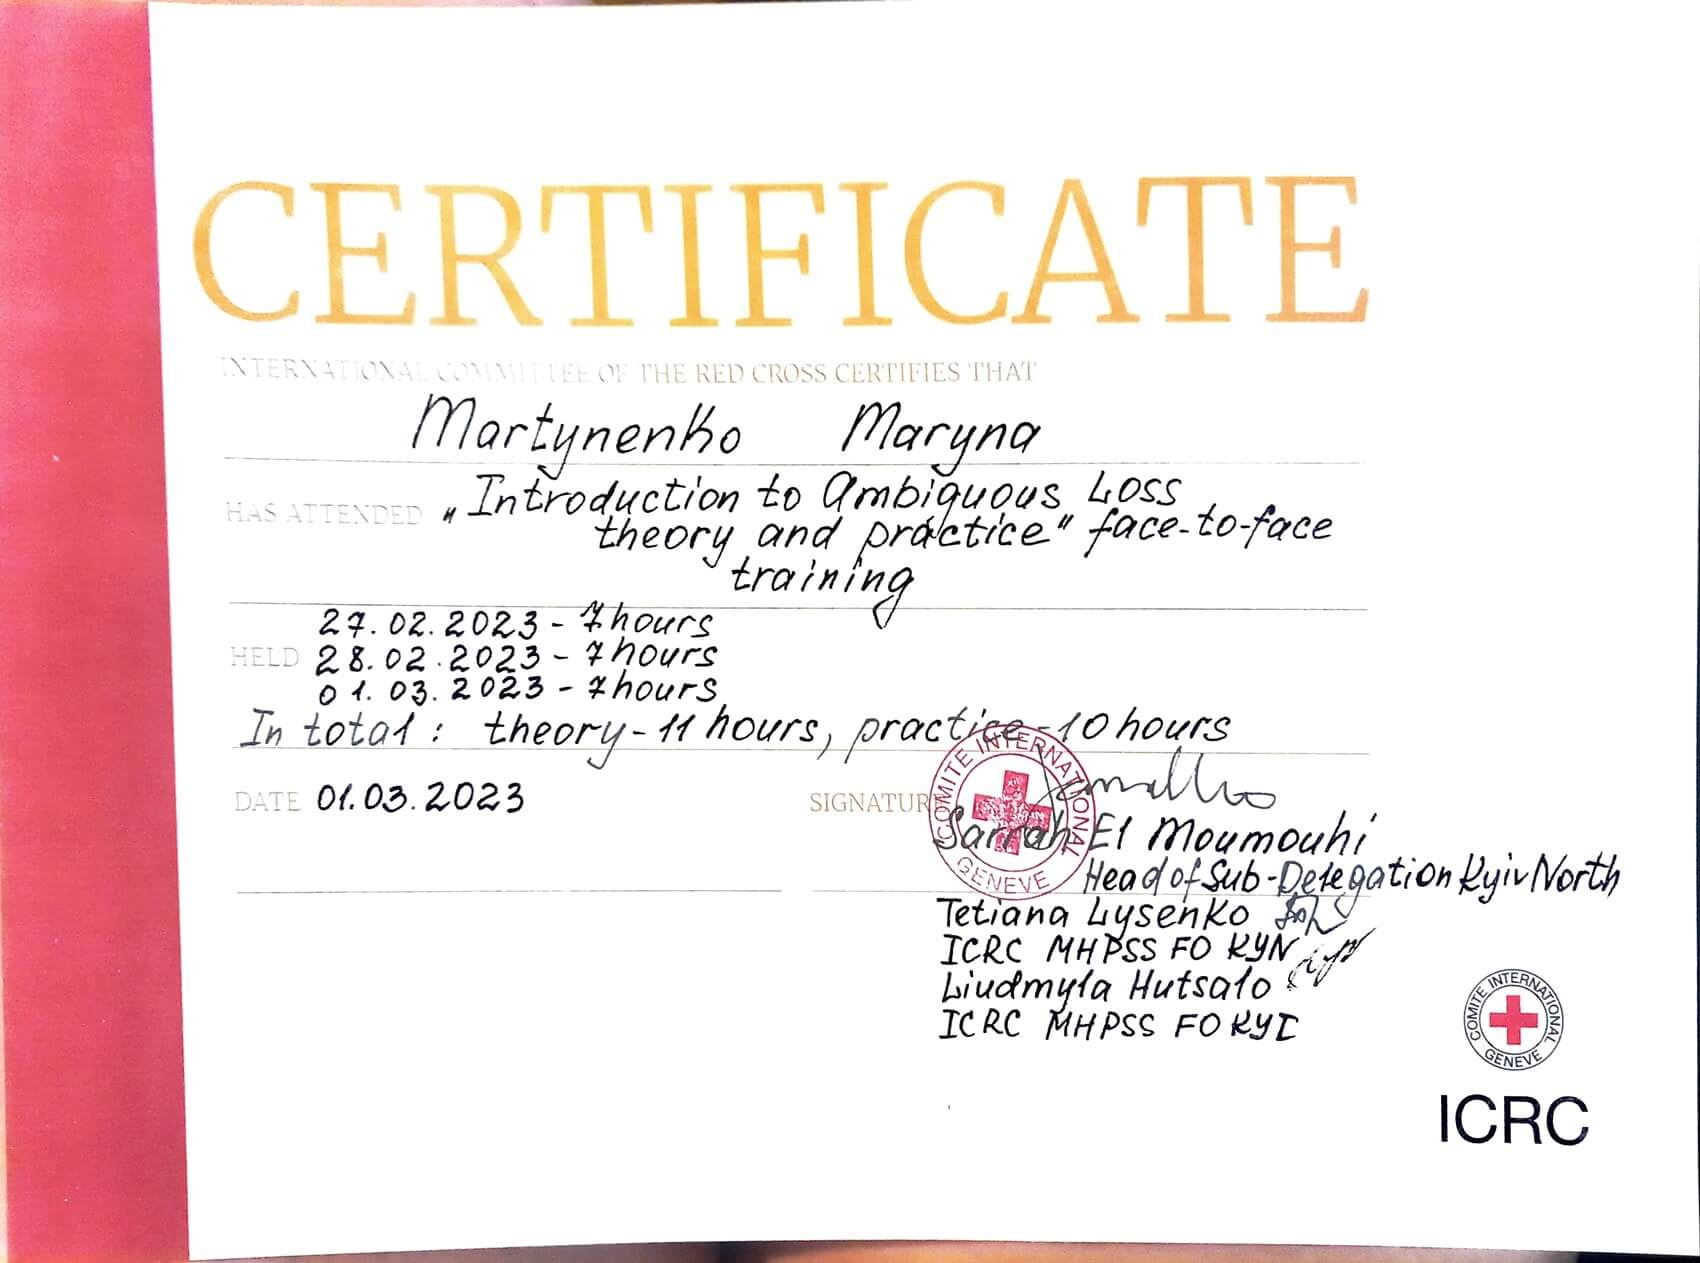 CERTIFICATE
INTERNATIONAL COMMITTEE OF THE RED CROSS CERTIFIES THAT
Martynenko Maryna
HAS ATTENDED „Introduction to Ambiguous Loss
theory and practice" face-to-face
training
27.02.2023 - 7 hours
HELD 28.02.2023 - 7 hours
01.03.2023 - 7 hours
In total: theory - 11 hours, practice - 10 hours
DATE 01.03.2023
SIGNATURE
COMITE INTERNATIONAL GENEVE
Sarrah El Moumouhi
Head of Sub-Delegation Kyiv North
Tetiana Lysenko
ICRC MHPSS FO KYN
Liudmyla Hutsalo
ICRC MHPSS FO KYI
COMITE INTERNATIONAL GENEVE
ICRC